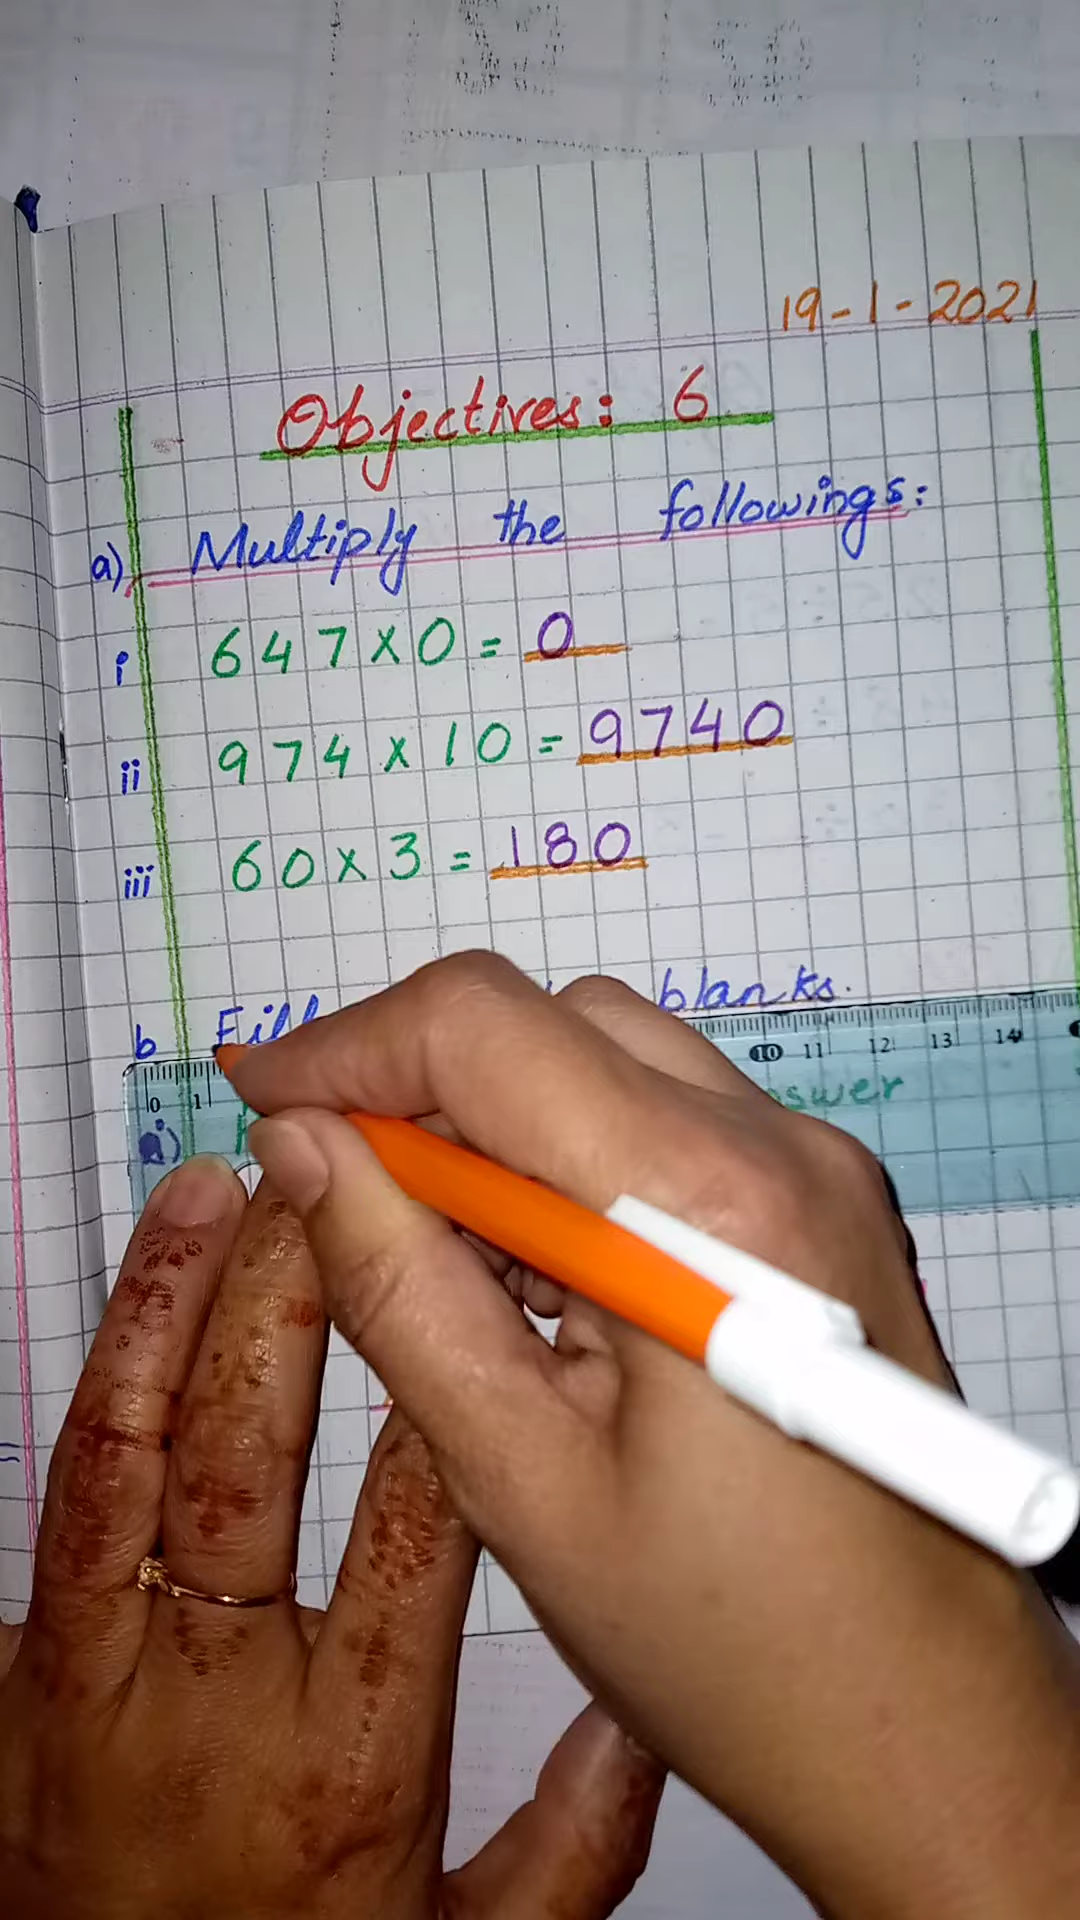 19-1-2021
Objectives: 6
a) Multiply the followings:
i 647 x 0 = 0
ii 974 x 10 = 9740
iii 60 x 3 = 180
b blanks.
0 1 10 11 12 13 14
i)